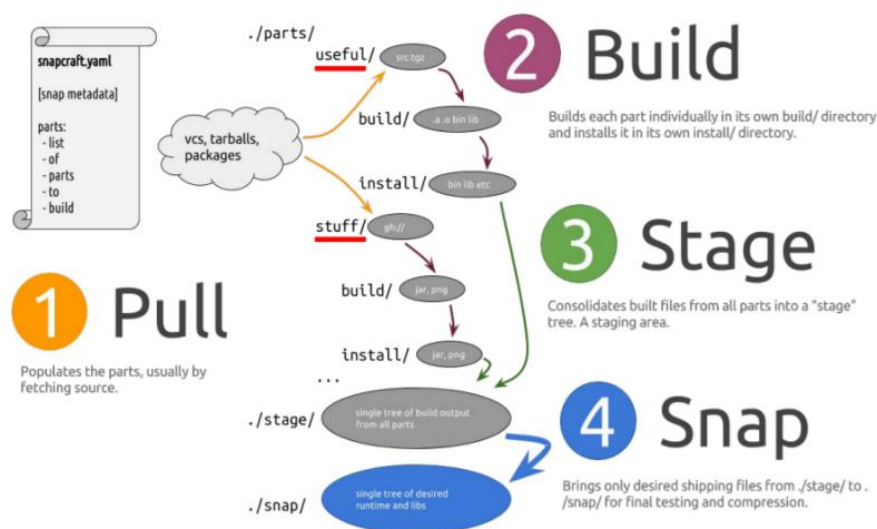 snapcraft.yaml
[snap metadata]
parts:
- list
- of
- parts
- to
- build
vcs, tarballs,
packages
./parts/
useful/
src.tgz
build/
.a .o bin lib
install/
bin lib etc
stuff/
gh://
build/
jar, png
install/
jar, png
...
./stage/
single tree of build output
from all parts
./snap/
single tree of desired
runtime and libs
1 Pull
Populates the parts, usually by
fetching source.
2 Build
Builds each part individually in its own build/ directory
and installs it in its own install/ directory.
3 Stage
Consolidates built files from all parts into a "stage"
tree. A staging area.
4 Snap
Brings only desired shipping files from ./stage/ to .
/snap/ for final testing and compression.